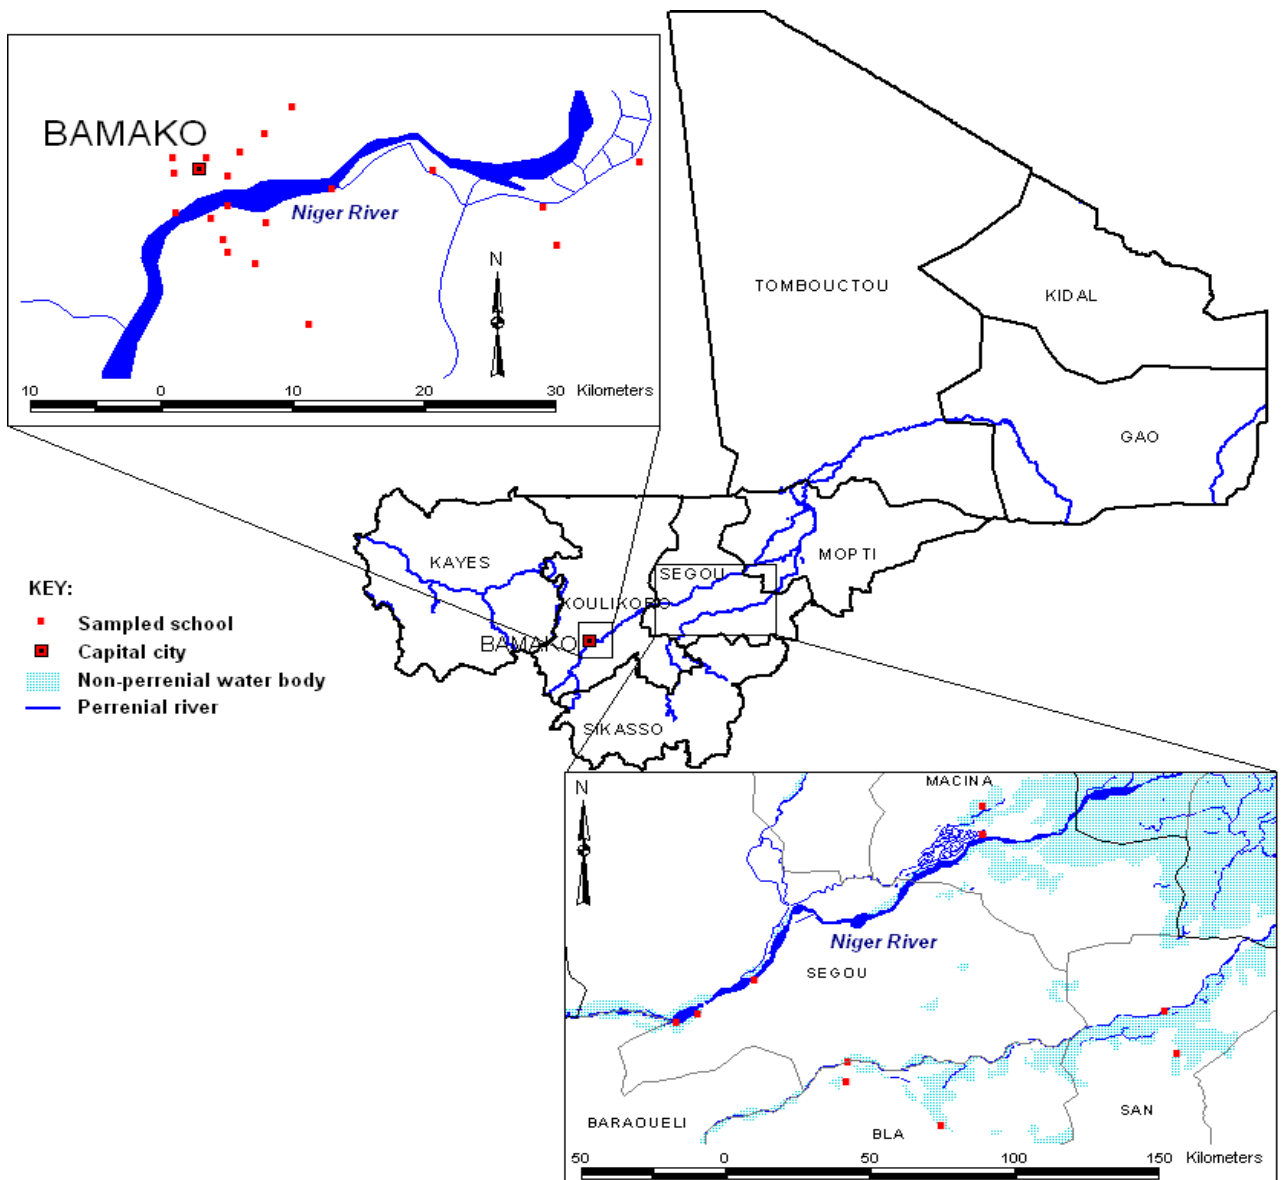 BAMAKO
Niger River
N
10 0 10 20 30 Kilometers
TOMBOUCTOU
KIDAL
GAO
KAYES
MOPTI
SEGOU
KOULIKORO
BAMAKO
SIKASSO
KEY:
Sampled school
Capital city
Non-perrenial water body
Perrenial river
N
MACINA
Niger River
SEGOU
BARAOUELI
BLA
SAN
50 0 50 100 150 Kilometers